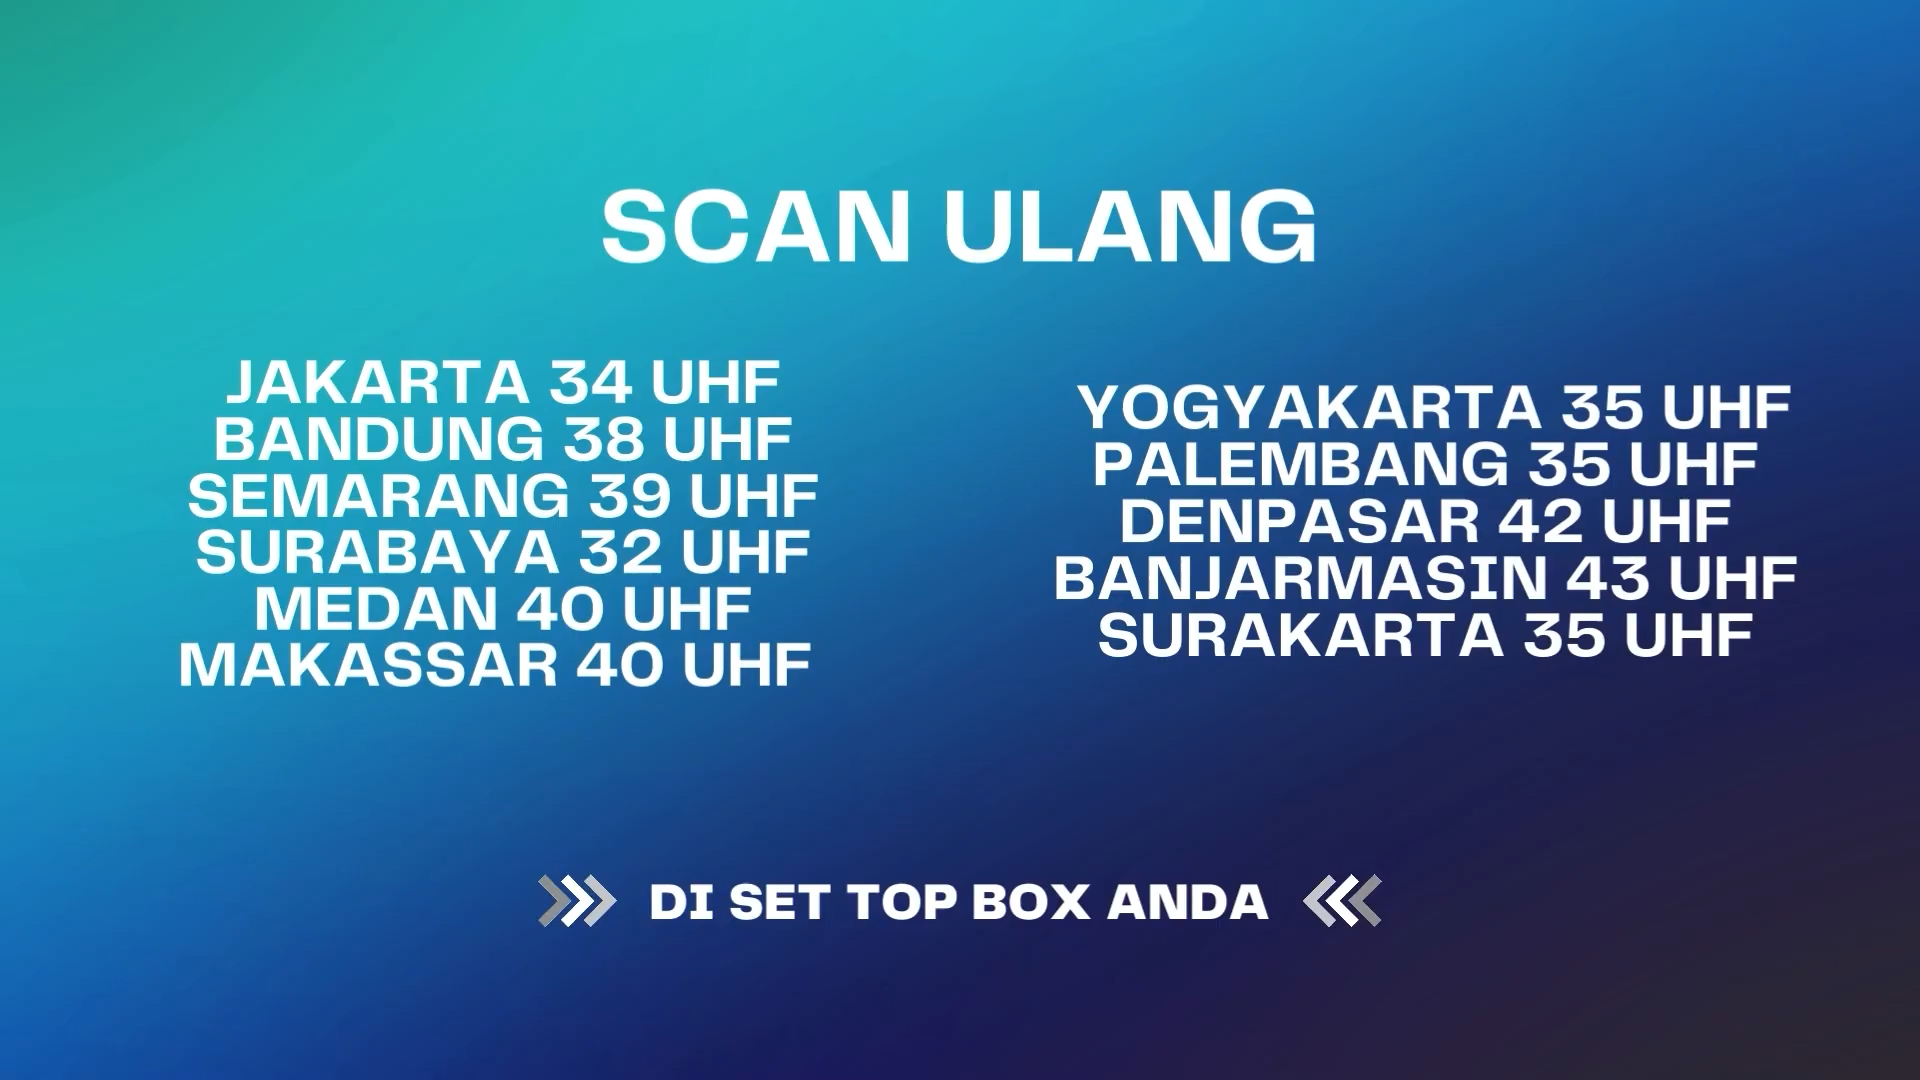 SCAN ULANG
JAKARTA 34 UHF
BANDUNG 38 UHF
SEMARANG 39 UHF
SURABAYA 32 UHF
MEDAN 40 UHF
MAKASSAR 40 UHF
YOGYAKARTA 35 UHF
PALEMBANG 35 UHF
DENPASAR 42 UHF
BANJARMASIN 43 UHF
SURAKARTA 35 UHF
DI SET TOP BOX ANDA